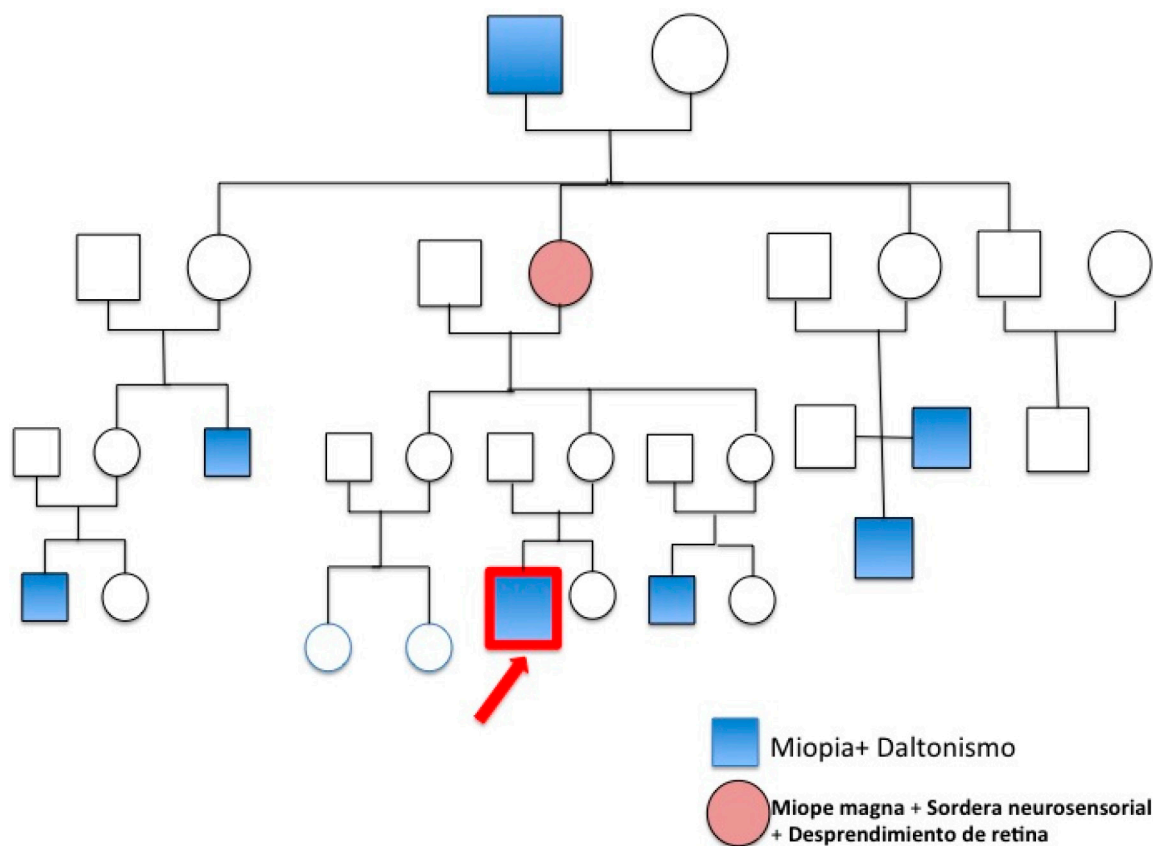 Miopia+ Daltonismo
Miope magna + Sordera neurosensorial
+ Desprendimiento de retina